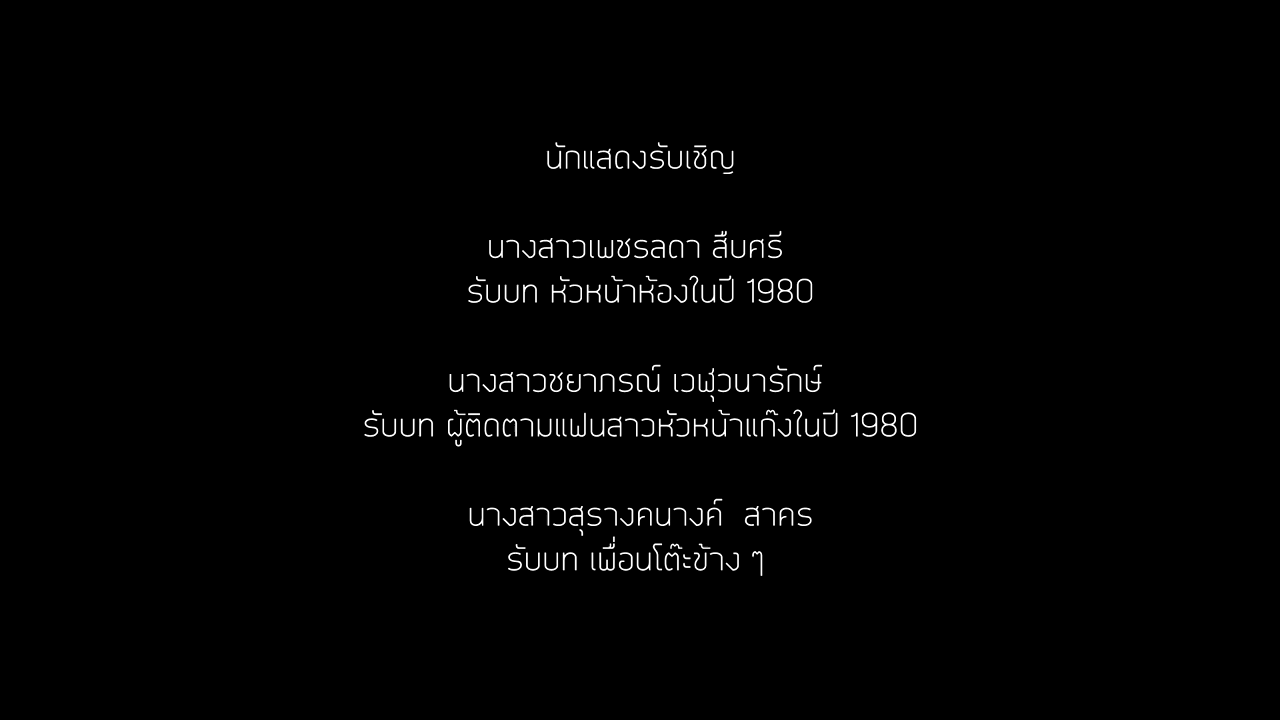 นักแสดงรับเชิญ
นางสาวเพชรลดา สืบศรี
รับบท หัวหน้าห้องในปี 1980
นางสาวชยาภรณ์ เวฬุวนารักษ์
รับบท ผู้ติดตามแฟนสาวหัวหน้าแก๊งในปี 1980
นางสาวสุรางคนางค์ สาคร
รับบท เพื่อนโต๊ะข้าง ๆ